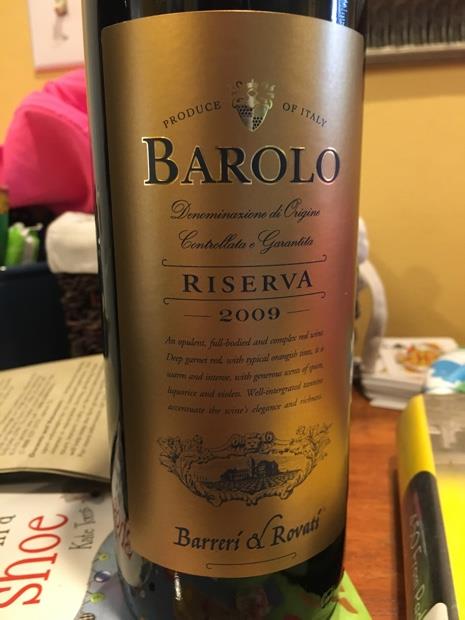 PRODUCE OF ITALY
BAROLO
Denominazione di Origine
Controllata e Garantita
RISERVA
2009
An opulent, full-bodied and complex red wine.
Deep garnet red, with typical orangish tints, it is
warm and intense, with generous scents of spices,
liquorice and violets. Well-intergrated tannins
accentuate the wine's elegance and richness.
Barreri & Rovati
in a
Shoe